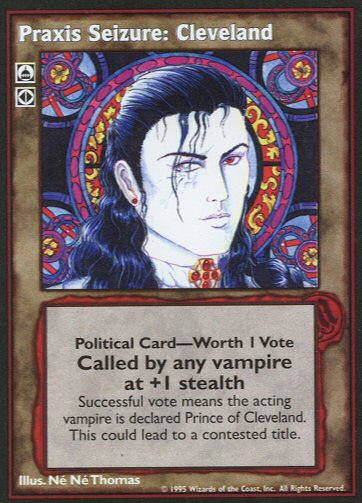 Praxis Seizure: Cleveland
Political Card—Worth 1 Vote
Called by any vampire
at +1 stealth
Successful vote means the acting
vampire is declared Prince of Cleveland.
This could lead to a contested title.
Illus. Né Né Thomas
© 1995 Wizards of the Coast, Inc. All Rights Reserved.